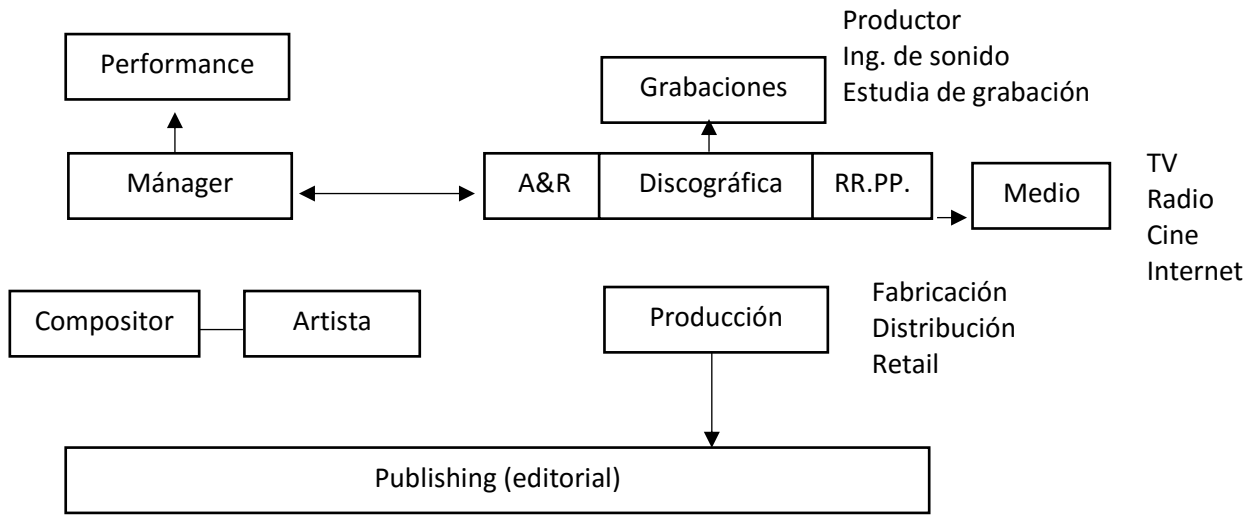 Performance
Grabaciones
Productor
Ing. de sonido
Estudia de grabación
Mánager
A&R
Discográfica
RR.PP.
Medio
TV
Radio
Cine
Internet
Compositor
Artista
Producción
Fabricación
Distribución
Retail
Publishing (editorial)